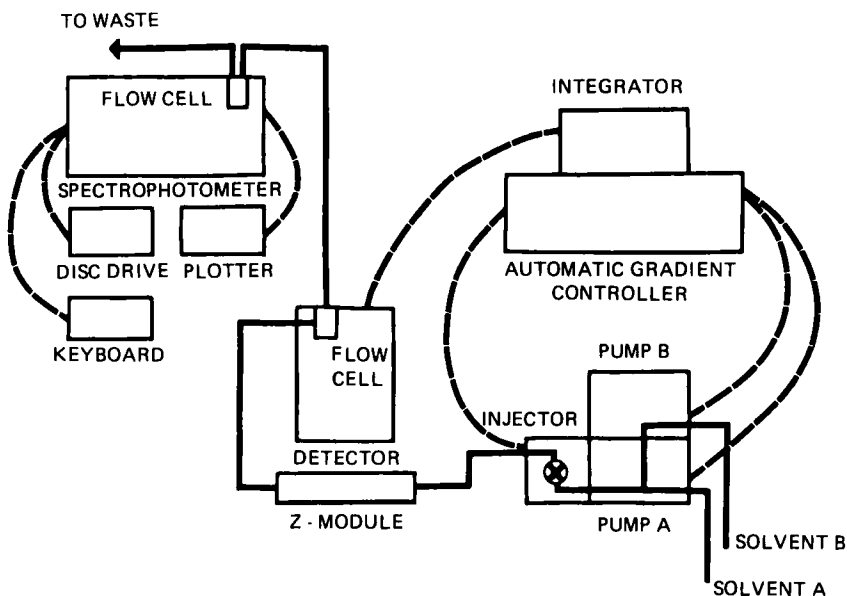 TO WASTE
FLOW CELL
SPECTROPHOTOMETER
DISC DRIVE
PLOTTER
KEYBOARD
INTEGRATOR
AUTOMATIC GRADIENT
CONTROLLER
FLOW
CELL
DETECTOR
Z - MODULE
INJECTOR
PUMP B
PUMP A
SOLVENT B
SOLVENT A